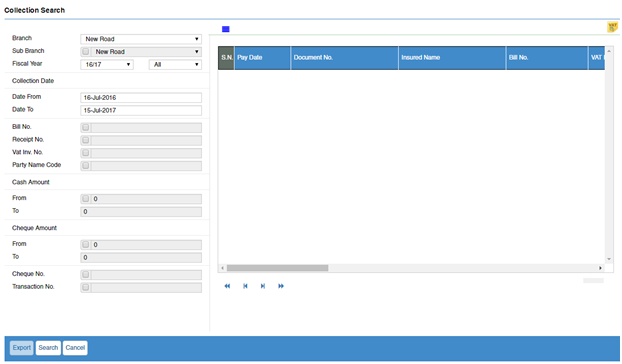 Collection Search
Branch New Road
Sub Branch New Road
Fiscal Year 16/17 All
Collection Date
Date From 16-Jul-2016
Date To 15-Jul-2017
Bill No.
Receipt No.
Vat Inv. No.
Party Name Code
Cash Amount
From 0
To 0
Cheque Amount
From 0
To 0
Cheque No.
Transaction No.
VAT
S.N. Pay Date Document No. Insured Name Bill No. VAT
Export Search Cancel